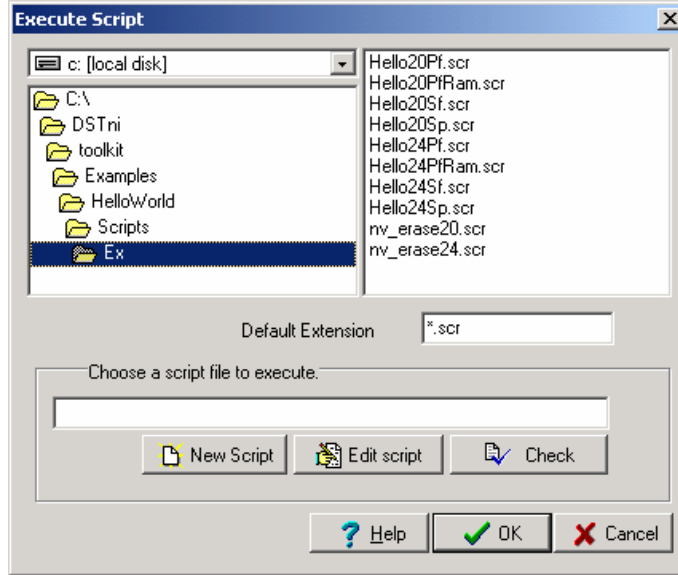 Execute Script
c: [local disk]
C:\
DSTni
toolkit
Examples
HelloWorld
Scripts
Ex
Hello20Pf.scr
Hello20PfRam.scr
Hello20Sf.scr
Hello20Sp.scr
Hello24Pf.scr
Hello24PfRam.scr
Hello24Sf.scr
Hello24Sp.scr
nv_erase20.scr
nv_erase24.scr
Default Extension *.scr
Choose a script file to execute.
New Script Edit script Check
Help OK Cancel